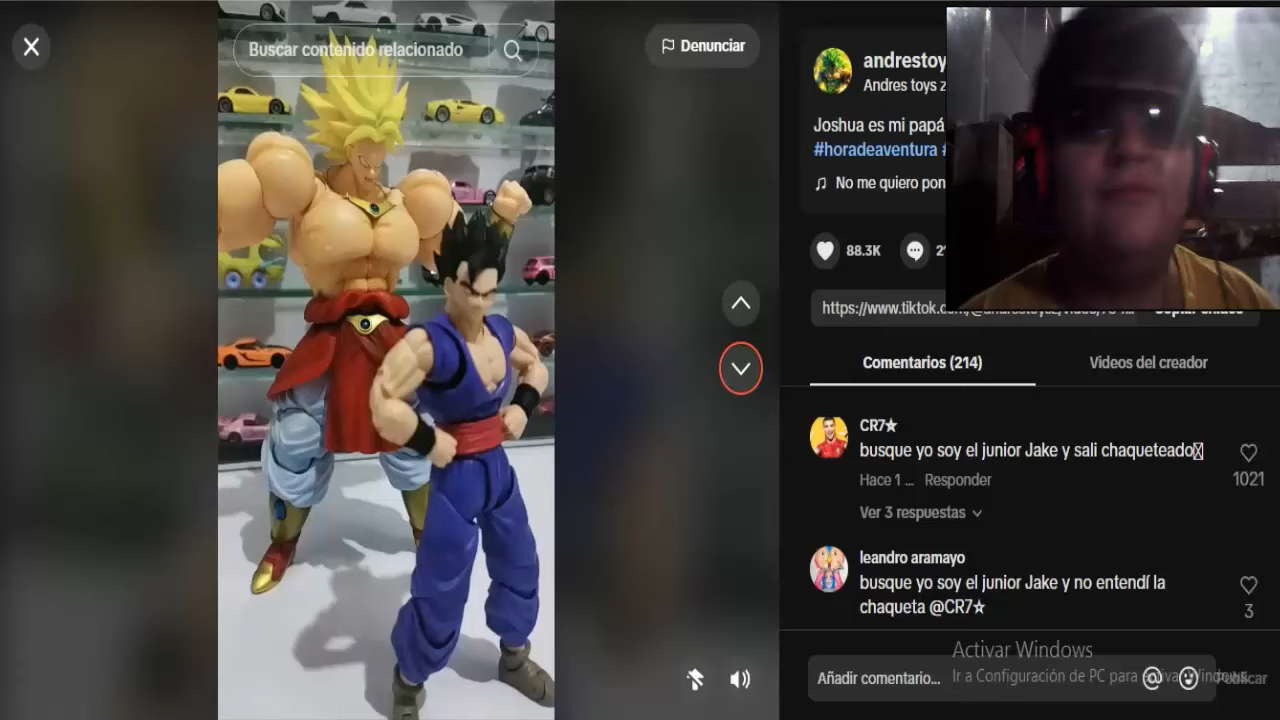 Buscar contenido relacionado
Denunciar
andrestoy
Andres toys z
Joshua es mi papá
#horadeaventura #
No me quiero pon
88.3K
https://www.tiktok.com/@andrestoysz/video/
Comentarios (214)
Videos del creador
CR7★
busque yo soy el junior Jake y sali chaqueteado
Hace 1 ... Responder
1021
Ver 3 respuestas
leandro aramayo
busque yo soy el junior Jake y no entendí la
chaqueta @CR7★
3
Activar Windows
Ir a Configuración de PC para activar Windows.
Añadir comentario...
Publicar